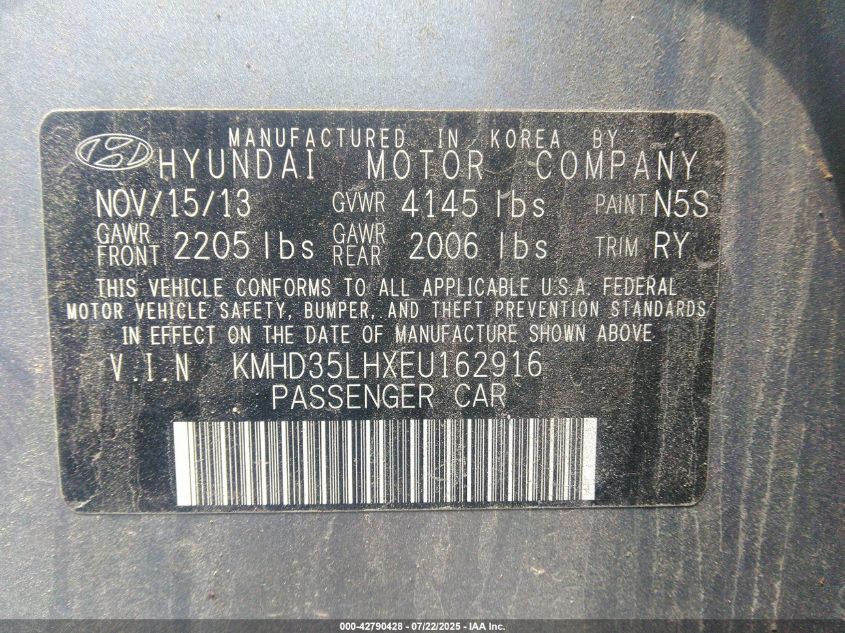 MANUFACTURED IN KOREA BY
HYUNDAI MOTOR COMPANY
NOV/15/13 GVWR 4145 lbs PAINT N5S
GAWR FRONT 2205 lbs GAWR REAR 2006 lbs TRIM RY
THIS VEHICLE CONFORMS TO ALL APPLICABLE U.S.A. FEDERAL
MOTOR VEHICLE SAFETY, BUMPER, AND THEFT PREVENTION STANDARDS
IN EFFECT ON THE DATE OF MANUFACTURE SHOWN ABOVE
V.I.N KMHD35LHXEU162916
PASSENGER CAR
000-42790428 - 07/22/2025 - IAA Inc.